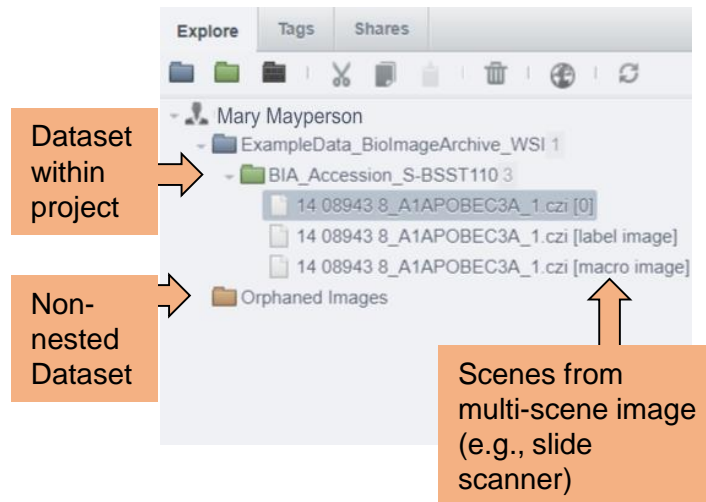 Explore Tags Shares
Mary Mayperson
ExampleData_BioImageArchive_WSI 1
Dataset
within
project
BIA_Accession_S-BSST110 3
14 08943 8_A1APOBEC3A_1.czi [0]
14 08943 8_A1APOBEC3A_1.czi [label image]
14 08943 8_A1APOBEC3A_1.czi [macro image]
Non-
nested
Dataset
Orphaned Images
Scenes from
multi-scene image
(e.g., slide
scanner)